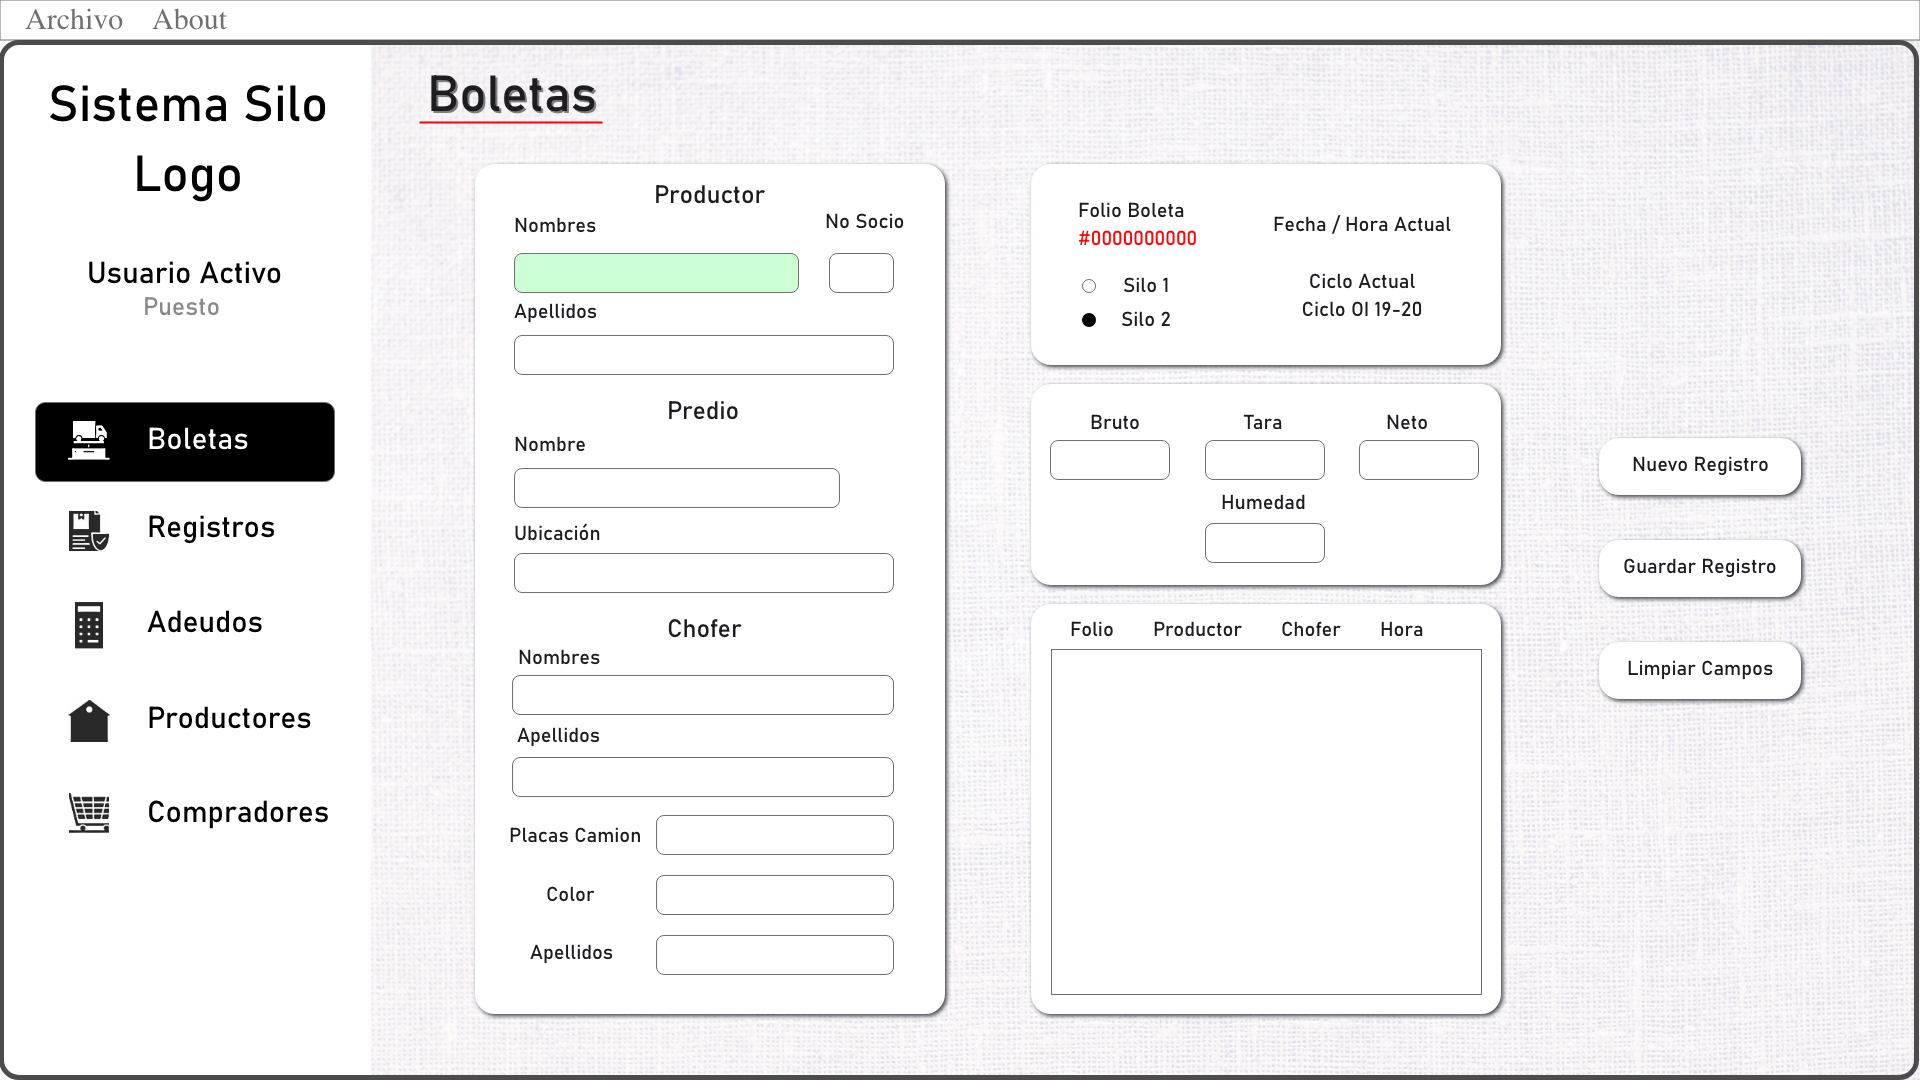 Archivo About
Sistema Silo
Logo
Usuario Activo
Puesto
Boletas
Registros
Adeudos
Productores
Compradores
Boletas
Productor
Nombres
No Socio
Apellidos
Predio
Nombre
Ubicación
Chofer
Nombres
Apellidos
Placas Camion
Color
Apellidos
Folio Boleta
#0000000000
Fecha / Hora Actual
Silo 1
Silo 2
Ciclo Actual
Ciclo OI 19-20
Bruto Tara Neto
Humedad
Folio Productor Chofer Hora
Nuevo Registro
Guardar Registro
Limpiar Campos